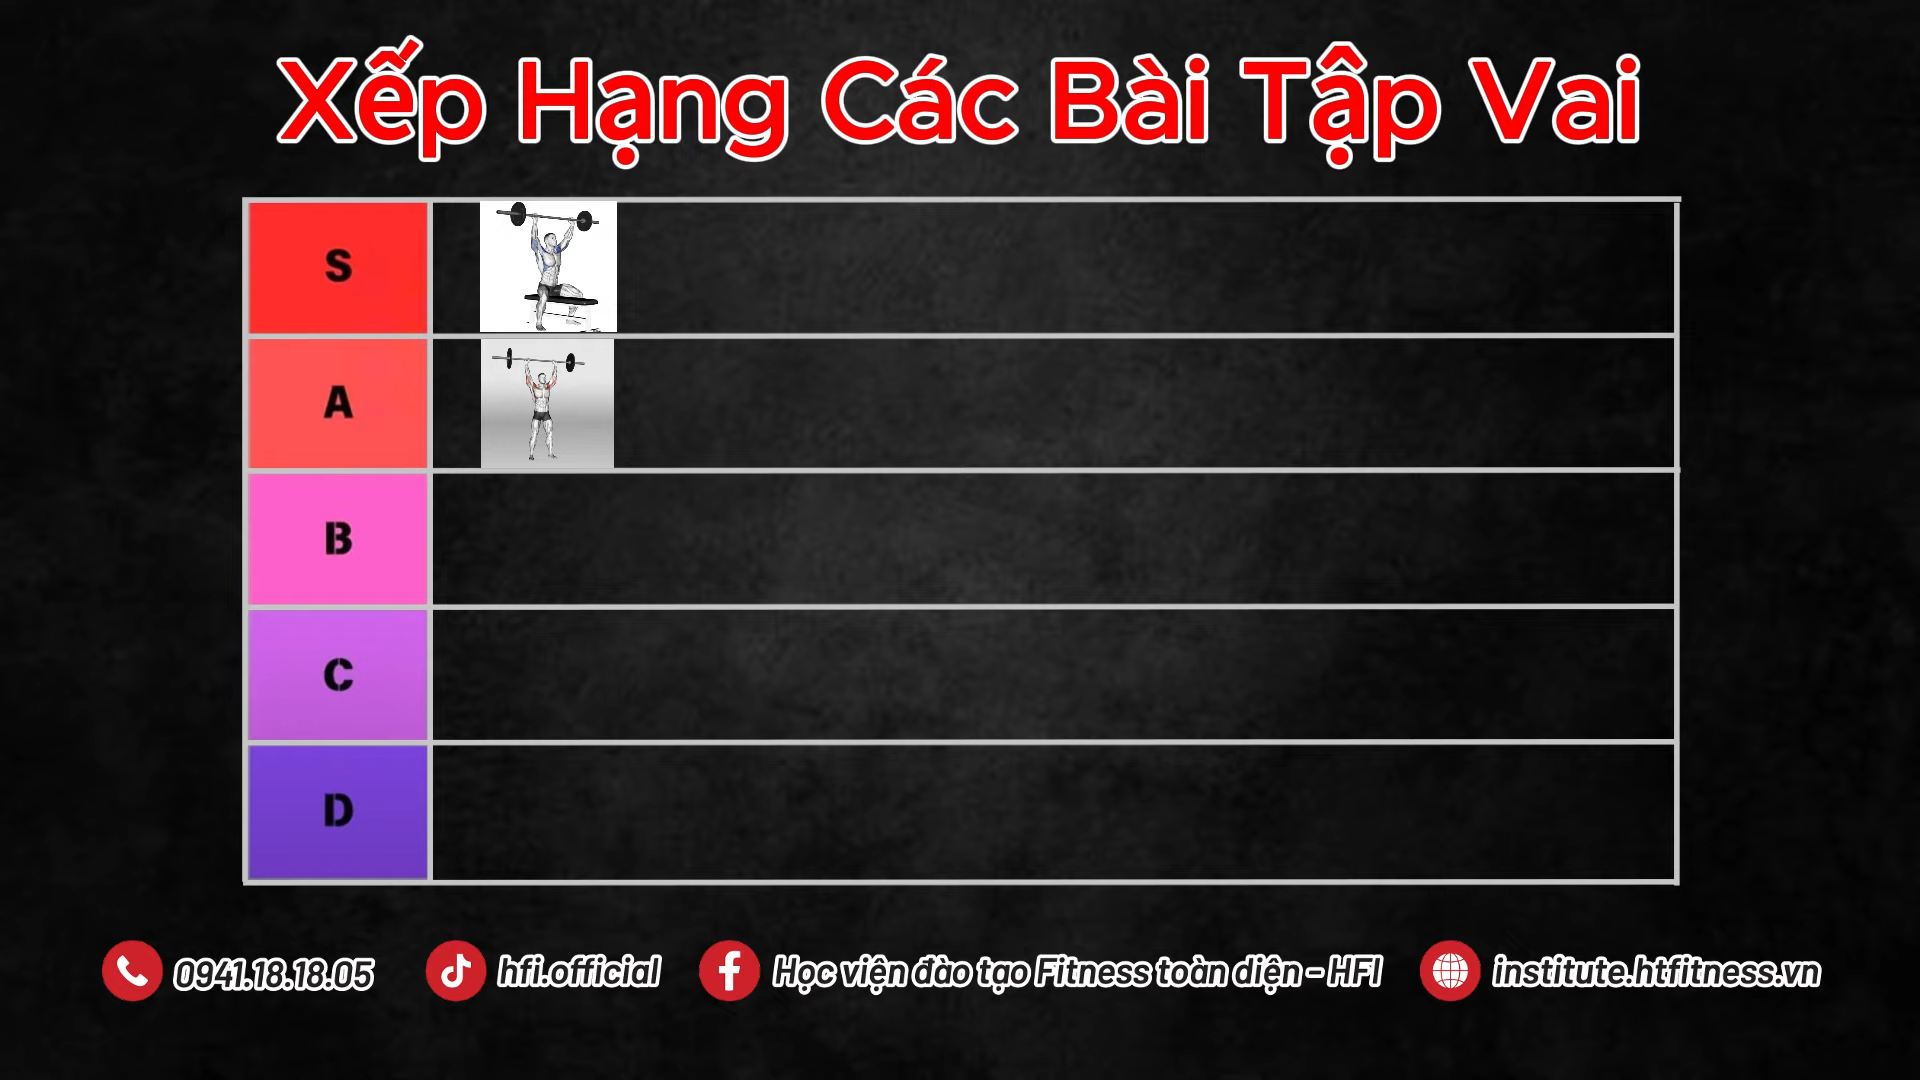 Xếp Hạng Các Bài Tập Vai
S
A
B
C
D
0941.18.18.05
hfi.official
Học viện đào tạo Fitness toàn diện - HFI
institute.htfitness.vn